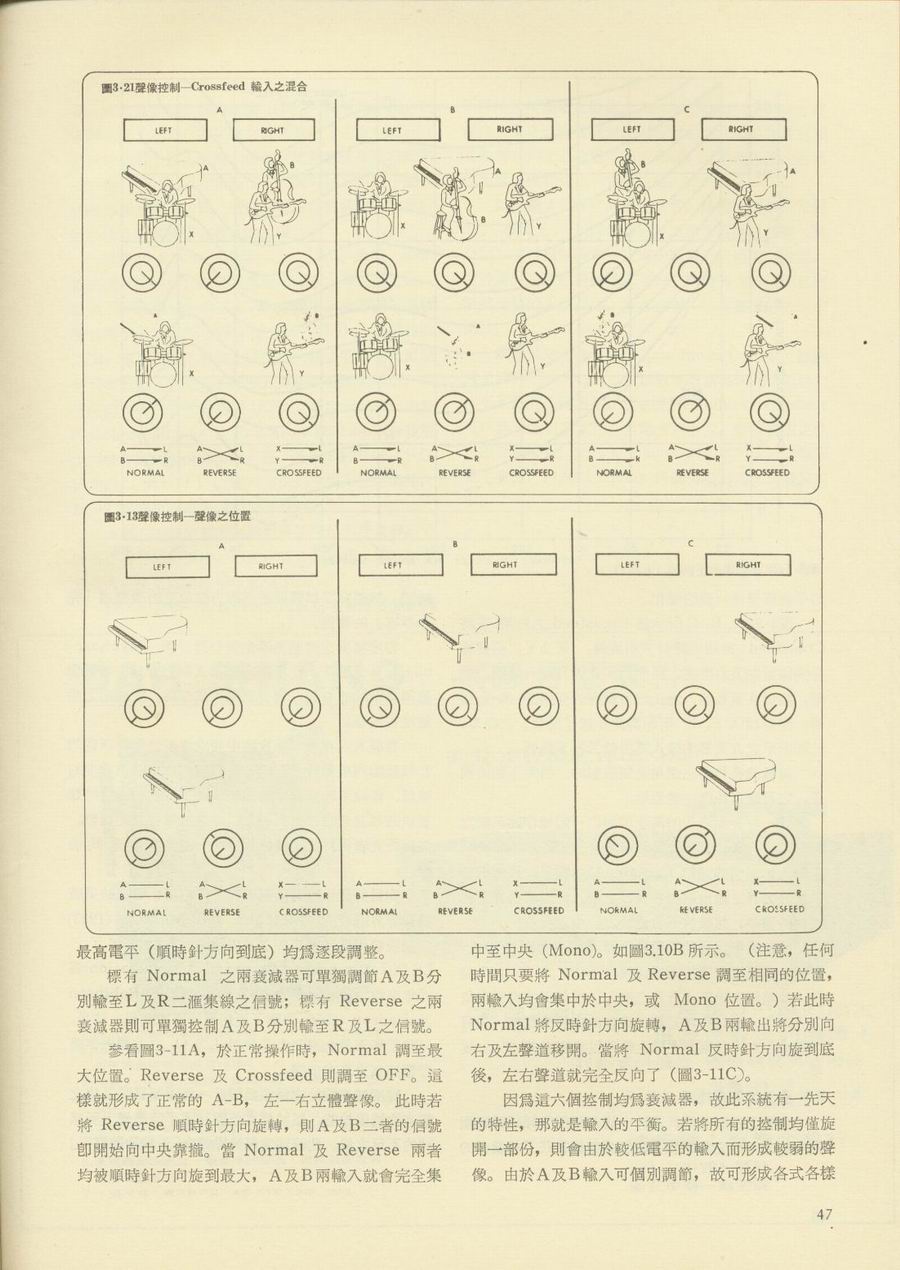 圖3·21聲像控制—Crossfeed 輸入之混合
A
LEFT RIGHT
B
LEFT RIGHT
C
LEFT RIGHT
A B X Y
A B X Y
B A X Y
A B X Y
A B X Y
B A X Y
A L A L X L
B R B R Y R
NORMAL REVERSE CROSSFEED
A L A L X L
B R B R Y R
NORMAL REVERSE CROSSFEED
A L A L X L
B R B R Y R
NORMAL REVERSE CROSSFEED
圖3·13聲像控制—聲像之位置
A
LEFT RIGHT
B
LEFT RIGHT
C
LEFT RIGHT
A L A L X L
B R B R Y R
NORMAL REVERSE CROSSFEED
A L A L X L
B R B R Y R
NORMAL REVERSE CROSSFEED
A L A L X L
B R B R Y R
NORMAL REVERSE CROSSFEED
最高電平（順時針方向到底）均爲逐段調整。
標有 Normal 之兩衰減器可單獨調節A及B分
別輸至L及R二滙集線之信號；標有 Reverse 之兩
衰減器則可單獨控制A及B分別輸至R及L之信號。
參看圖3-11A，於正常操作時，Normal 調至最
大位置。Reverse 及 Crossfeed 則調至 OFF。這
樣就形成了正常的 A-B，左—右立體聲像。此時若
將 Reverse 順時針方向旋轉，則A及B二者的信號
卽開始向中央靠攏。當 Normal 及 Reverse 兩者
均被順時針方向旋到最大，A及B兩輸入就會完全集
中至中央（Mono）。如圖3.10B所示。（注意，任何
時間只要將 Normal 及 Reverse 調至相同的位置，
兩輸入均會集中於中央，或 Mono 位置。）若此時
Normal將反時針方向旋轉，A及B兩輸出將分別向
右及左聲道移開。當將 Normal 反時針方向旋到底
後，左右聲道就完全反向了（圖3-11C）。
因爲這六個控制均爲衰減器，故此系統有一先天
的特性，那就是輸入的平衡。若將所有的控制均僅旋
開一部份，則會由於較低電平的輸入而形成較弱的聲
像。由於A及B輸入可個別調節，故可形成各式各樣
47